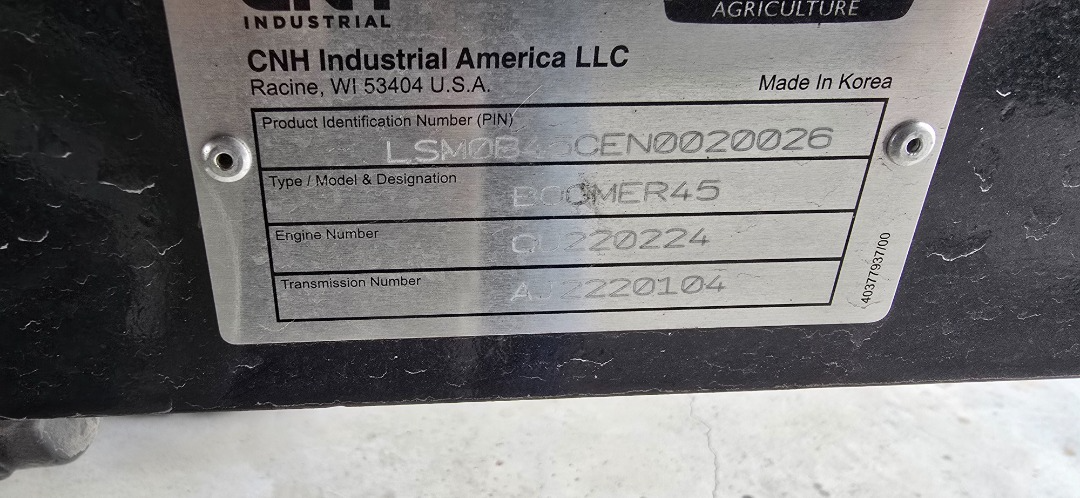 CNH
INDUSTRIAL
AGRICULTURE
CNH Industrial America LLC
Racine, WI 53404 U.S.A.
Made In Korea
Product Identification Number (PIN)
LSM0B45CEN0020026
Type / Model & Designation
BOOMER45
Engine Number
Transmission Number
40377937/00